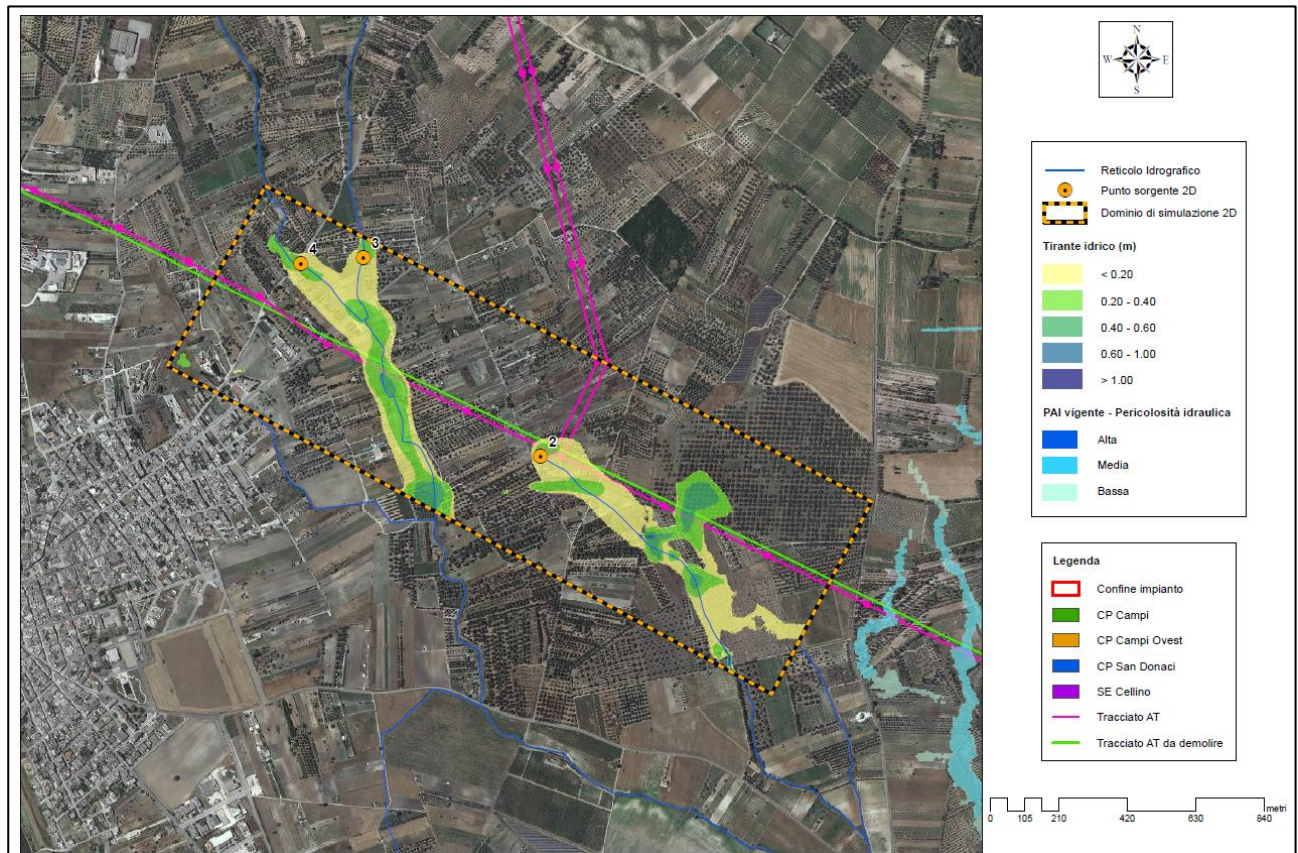 N
W E
S
Reticolo Idrografico
Punto sorgente 2D
Dominio di simulazione 2D
Tirante idrico (m)
< 0.20
0.20 - 0.40
0.40 - 0.60
0.60 - 1.00
> 1.00
PAI vigente - Pericolosità idraulica
Alta
Media
Bassa
Legenda
Confine impianto
CP Campi
CP Campi Ovest
CP San Donaci
SE Cellino
Tracciato AT
Tracciato AT da demolire
metri
0 105 210 420 630 840
4
3
2